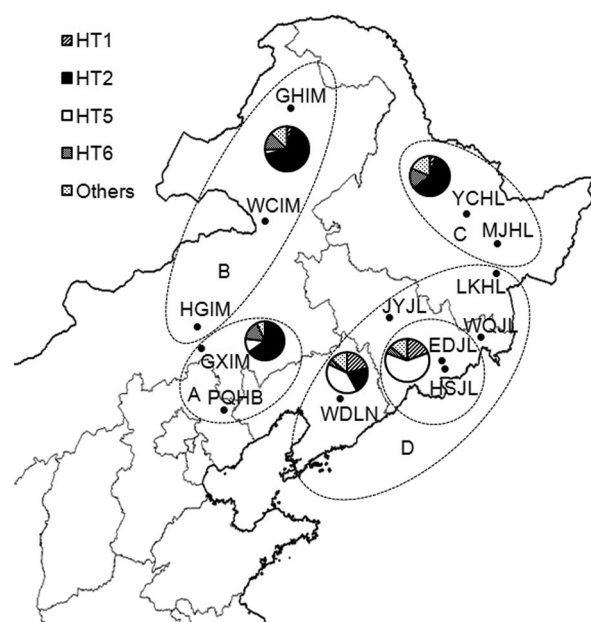 HT1
HT2
HT5
HT6
Others
GHIM
WCIM
YCHL
MJHL
C
B
LKHL
HGIM
JYJL
WQJL
GXIM
EDJL
HSJL
A
PQHB
WDLN
D